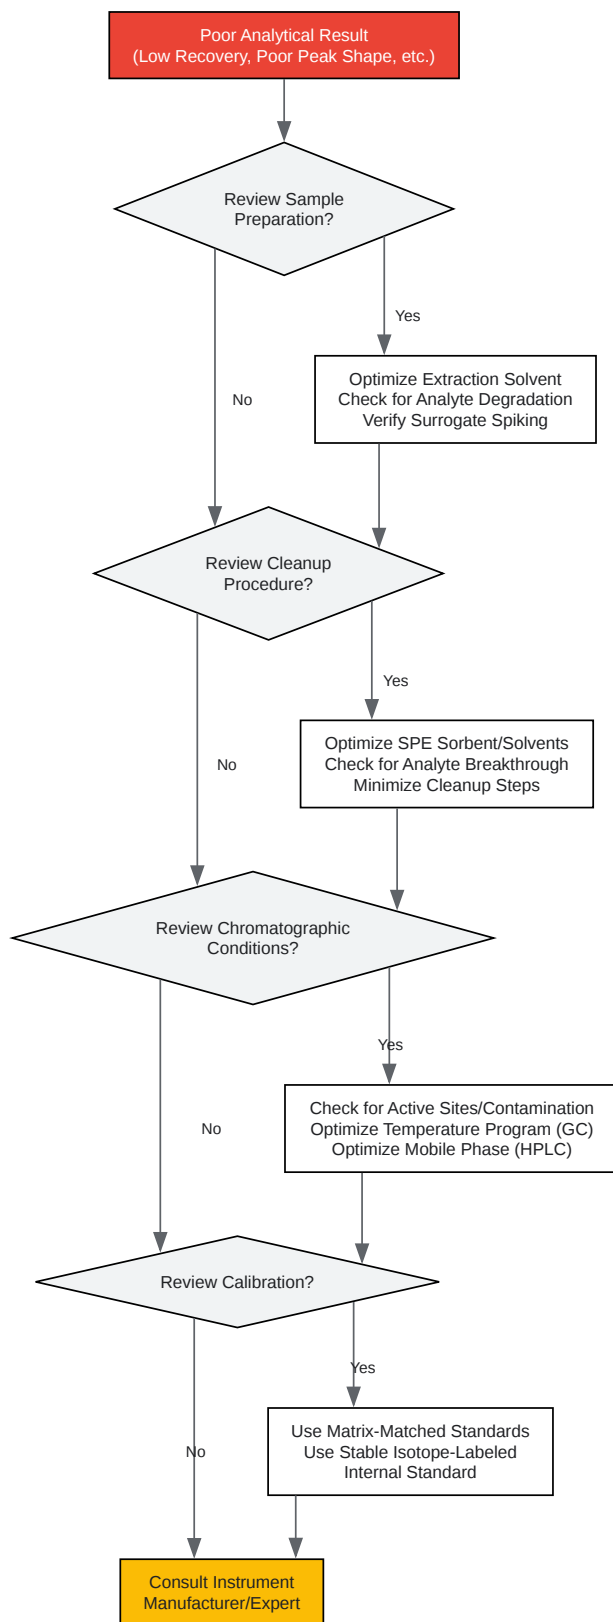 Poor Analytical Result
(Low Recovery, Poor Peak Shape, etc.)
Review Sample
Preparation?
Yes
Optimize Extraction Solvent
Check for Analyte Degradation
Verify Surrogate Spiking
No
Review Cleanup
Procedure?
Yes
Optimize SPE Sorbent/Solvents
Check for Analyte Breakthrough
Minimize Cleanup Steps
No
Review Chromatographic
Conditions?
Yes
Check for Active Sites/Contamination
Optimize Temperature Program (GC)
Optimize Mobile Phase (HPLC)
No
Review Calibration?
Yes
Use Matrix-Matched Standards
Use Stable Isotope-Labeled
Internal Standard
No
Consult Instrument
Manufacturer/Expert